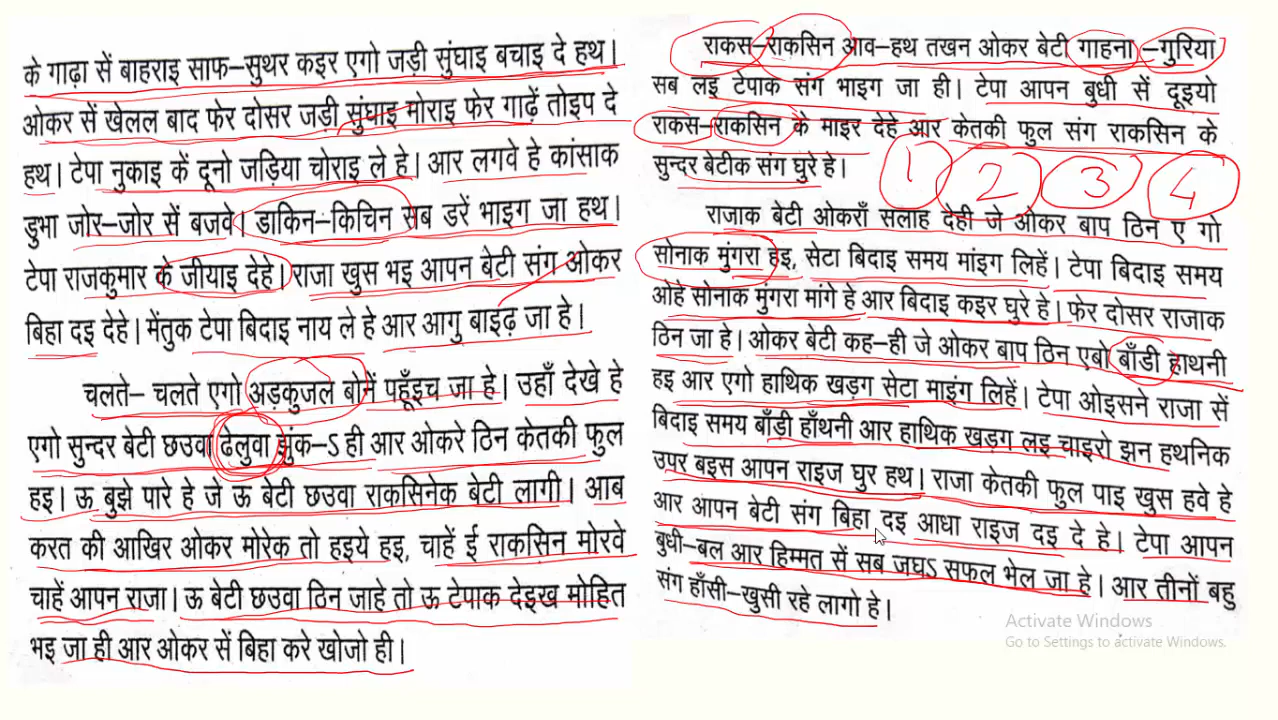 के गाढ़ा सें बाहराइ साफ–सुथर कइर एगो जड़ी सुंघाइ बचाइ दे हथ।
ओकर सें खेलल बाद फेर दोसर जड़ी सुंघाइ मोराइ फेर गाढ़ें तोइप दे
हथ। टेपा नुकाइ कें दूनो जड़िया चोराइ ले हे। आर लगवे हे कांसाक
डुभा जोर–जोर सें बजवे। डाकिन–किचिन सब डरें भाइग जा हथ।
टेपा राजकुमार के जीयाइ देहे। राजा खुस भइ आपन बेटी संग ओकर
बिहा दइ देहे। मेंतुक टेपा बिदाइ नाय ले हे आर आगु बाइढ़ जा हे।
चलते– चलते एगो अड़कुजल बोनें पहूँइच जा हे। उहाँ देखे हे
एगो सुन्दर बेटी छउवा ढेलुवा झुंक–ऽ ही आर ओकरे ठिन केतकी फुल
हइ। ऊ बुझे पारे हे जे ऊ बेटी छउवा राकसिनेक बेटी लागी। आब
करत की आखिर ओकर मोरेक तो हइये हइ, चाहें ई राकसिन मोरवे
चाहें आपन राजा। ऊ बेटी छउवा ठिन जाहे तो ऊ टेपाक देइख मोहित
भइ जा ही आर ओकर सें बिहा करे खोजो ही।
राकस–राकसिन आव–हथ तखन ओकर बेटी गाहना –गुरिया
सब लइ टेपाक संग भाइग जा ही। टेपा आपन बुधी सें दूइयो
राकस–राकसिन के माइर देहे आर केतकी फुल संग राकसिन के
सुन्दर बेटीक संग घुरे हे।
1 2 3 4
राजाक बेटी ओकराँ सलाह देही जे ओकर बाप ठिन ए गो
सोनाक मुंगरा हेइ, सेटा बिदाइ समय मांइग लिहें। टेपा बिदाइ समय
ओहे सोनाक मुंगरा मांगे हे आर बिदाइ कइर घुरे हे। फेर दोसर राजाक
ठिन जा हे। ओकर बेटी कह–ही जे ओकर बाप ठिन एबो बाँडी हाथनी
हइ आर एगो हाथिक खड़ग सेटा माइंग लिहें। टेपा ओइसने राजा सें
बिदाइ समय बाँड़ी हाँथनी आर हाथिक खड़ग लइ चाइरो झन हथनिक
उपर बइस आपन राइज घुर हथ। राजा केतकी फुल पाइ खुस हवे हे
आर आपन बेटी संग बिहा दइ आधा राइज दइ दे हे। टेपा आपन
बुधी–बल आर हिम्मत सें सब जघऽ सफल भेल जा हे। आर तीनों बहु
संग हाँसी–खुसी रहे लागो हे।
Activate Windows
Go to Settings to activate Windows.